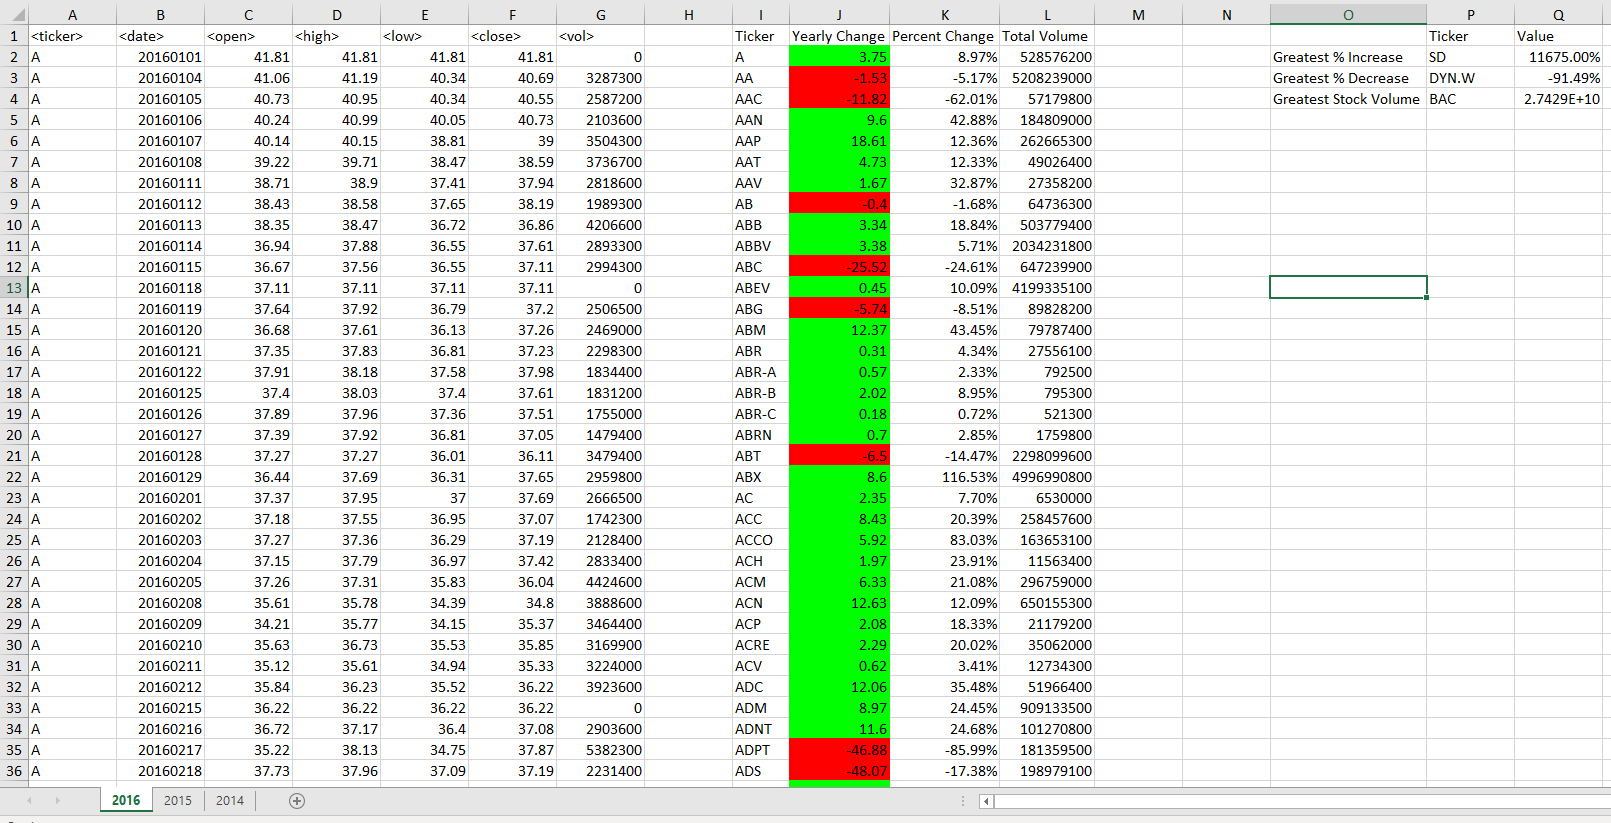 A B C D E F G H I J K L M N O P Q
1 <ticker> <date> <open> <high> <low> <close> <vol> Ticker Yearly Change Percent Change Total Volume Ticker Value
2 A 20160101 41.81 41.81 41.81 41.81 0 A 3.75 8.97% 528576200 Greatest % Increase SD 11675.00%
3 A 20160104 41.06 41.19 40.34 40.69 3287300 AA -1.53 -5.17% 5208239000 Greatest % Decrease DYN.W -91.49%
4 A 20160105 40.73 40.95 40.34 40.55 2587200 AAC -11.82 -62.01% 57179800 Greatest Stock Volume BAC 2.7429E+10
5 A 20160106 40.24 40.99 40.05 40.73 2103600 AAN 9.6 42.88% 184809000
6 A 20160107 40.14 40.15 38.81 39 3504300 AAP 18.61 12.36% 262665300
7 A 20160108 39.22 39.71 38.47 38.59 3736700 AAT 4.73 12.33% 49026400
8 A 20160111 38.71 38.9 37.41 37.94 2818600 AAV 1.67 32.87% 27358200
9 A 20160112 38.43 38.58 37.65 38.19 1989300 AB -0.4 -1.68% 64736300
10 A 20160113 38.35 38.47 36.72 36.86 4206600 ABB 3.34 18.84% 503779400
11 A 20160114 36.94 37.88 36.55 37.61 2893300 ABBV 3.38 5.71% 2034231800
12 A 20160115 36.67 37.56 36.55 37.11 2994300 ABC -25.52 -24.61% 647239900
13 A 20160118 37.11 37.11 37.11 37.11 0 ABEV 0.45 10.09% 4199335100
14 A 20160119 37.64 37.92 36.79 37.2 2506500 ABG -5.74 -8.51% 89828200
15 A 20160120 36.68 37.61 36.13 37.26 2469000 ABM 12.37 43.45% 79787400
16 A 20160121 37.35 37.83 36.81 37.23 2298300 ABR 0.31 4.34% 27556100
17 A 20160122 37.91 38.18 37.58 37.98 1834400 ABR-A 0.57 2.33% 792500
18 A 20160125 37.4 38.03 37.4 37.61 1831200 ABR-B 2.02 8.95% 795300
19 A 20160126 37.89 37.96 37.36 37.51 1755000 ABR-C 0.18 0.72% 521300
20 A 20160127 37.39 37.92 36.81 37.05 1479400 ABRN 0.7 2.85% 1759800
21 A 20160128 37.27 37.27 36.01 36.11 3479400 ABT -6.5 -14.47% 2298099600
22 A 20160129 36.44 37.69 36.31 37.65 2959800 ABX 8.6 116.53% 4996990800
23 A 20160201 37.37 37.95 37 37.69 2666500 AC 2.35 7.70% 6530000
24 A 20160202 37.18 37.55 36.95 37.07 1742300 ACC 8.43 20.39% 258457600
25 A 20160203 37.27 37.36 36.29 37.19 2128400 ACCO 5.92 83.03% 163653100
26 A 20160204 37.15 37.79 36.97 37.42 2833400 ACH 1.97 23.91% 11563400
27 A 20160205 37.26 37.31 35.83 36.04 4424600 ACM 6.33 21.08% 296759000
28 A 20160208 35.61 35.78 34.39 34.8 3888600 ACN 12.63 12.09% 650155300
29 A 20160209 34.21 35.77 34.15 35.37 3464400 ACP 2.08 18.33% 21179200
30 A 20160210 35.63 36.73 35.53 35.85 3169900 ACRE 2.29 20.02% 35062000
31 A 20160211 35.12 35.61 34.94 35.33 3224000 ACV 0.62 3.41% 12734300
32 A 20160212 35.84 36.23 35.52 36.22 3923600 ADC 12.06 35.48% 51966400
33 A 20160215 36.22 36.22 36.22 36.22 0 ADM 8.97 24.45% 909133500
34 A 20160216 36.72 37.17 36.4 37.08 2903600 ADNT 11.6 24.68% 101270800
35 A 20160217 35.22 38.13 34.75 37.87 5382300 ADPT -46.88 -85.99% 181359500
36 A 20160218 37.73 37.96 37.09 37.19 2231400 ADS -48.07 -17.38% 198979100
2016 2015 2014